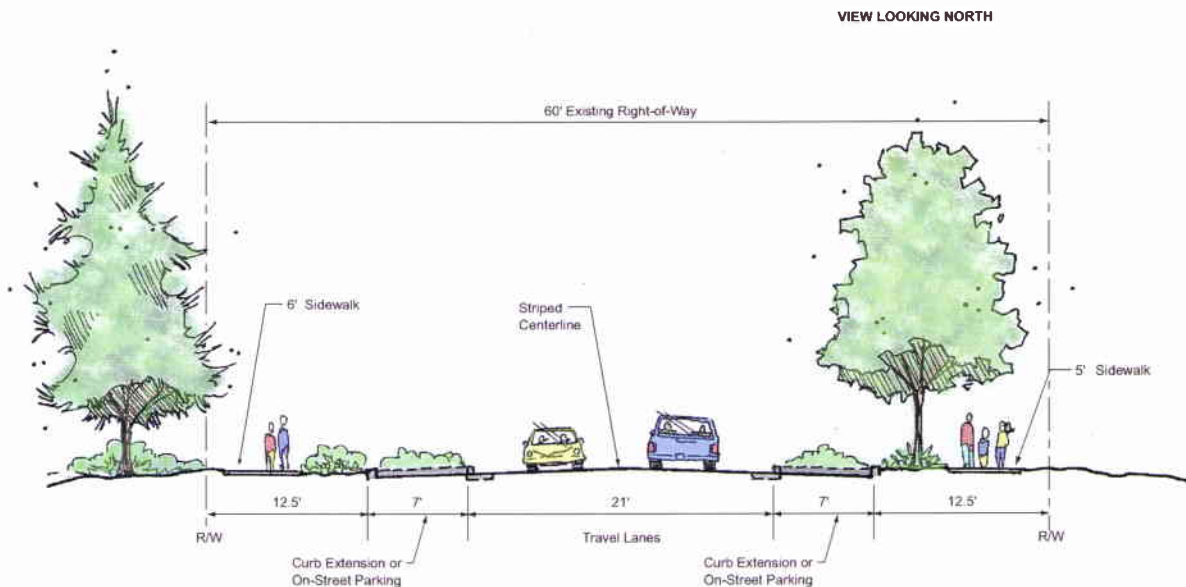 VIEW LOOKING NORTH
60' Existing Right-of-Way
6' Sidewalk
Striped
Centerline
5' Sidewalk
12.5'
7'
21'
7'
12.5'
R/W
Travel Lanes
R/W
Curb Extension or
On-Street Parking
Curb Extension or
On-Street Parking